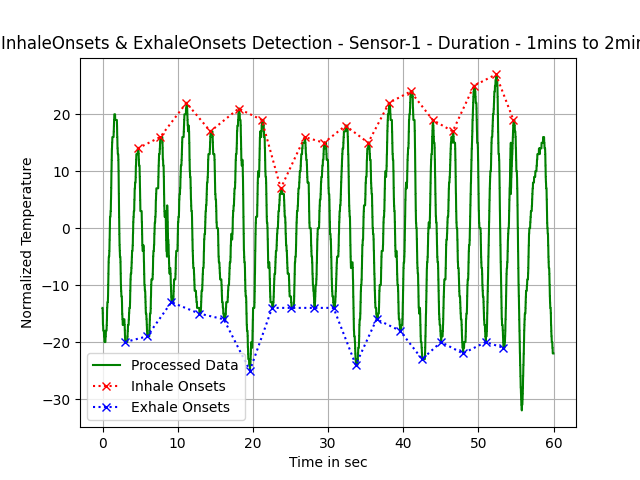 InhaleOnsets & ExhaleOnsets Detection - Sensor-1 - Duration - 1mins to 2mi
20
10
0
−10
−20
−30
Normalized Temperature
Processed Data
Inhale Onsets
Exhale Onsets
0 10 20 30 40 50 60
Time in sec